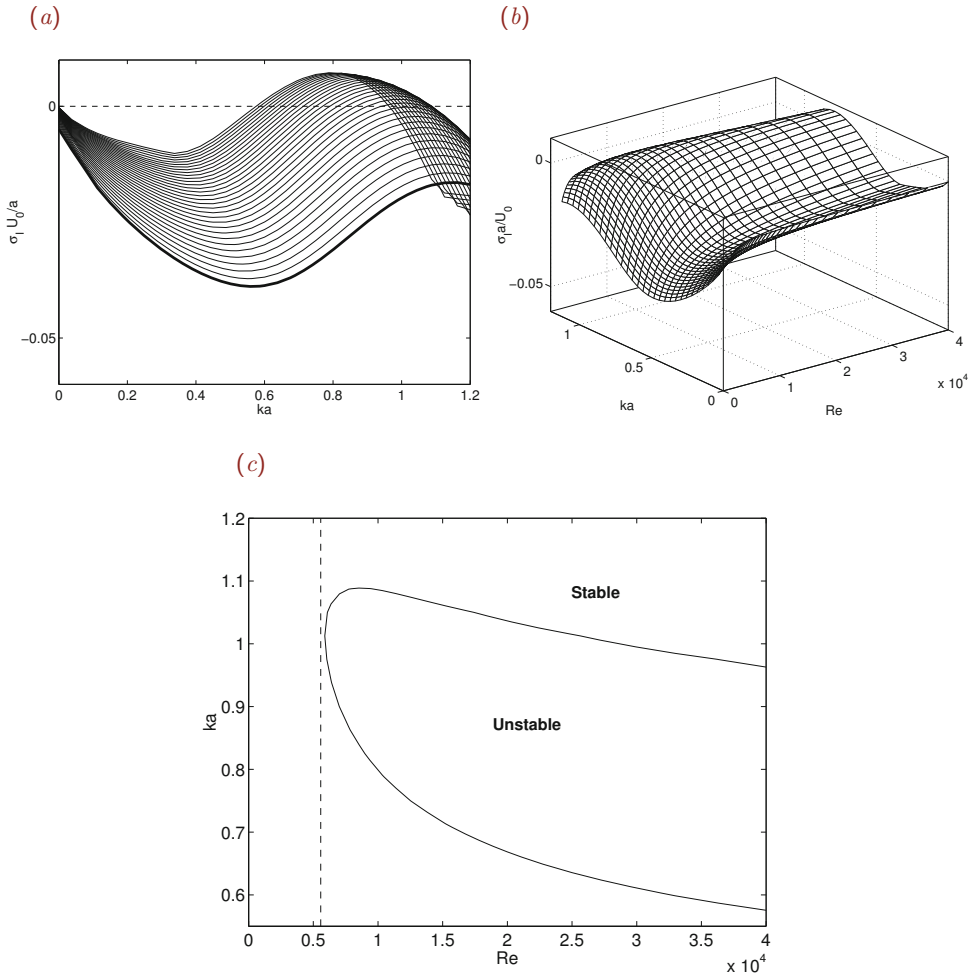 (a)
(b)
0
−0.05
σ_I U_0/a
0
0.2
0.4
0.6
0.8
1
1.2
ka
0
−0.05
σ_I a/U_0
1
0.5
0
ka
0
1
2
3
4
x 10^4
Re
(c)
1.2
1.1
1
0.9
0.8
0.7
0.6
ka
Stable
Unstable
0
0.5
1
1.5
2
2.5
3
3.5
4
x 10^4
Re